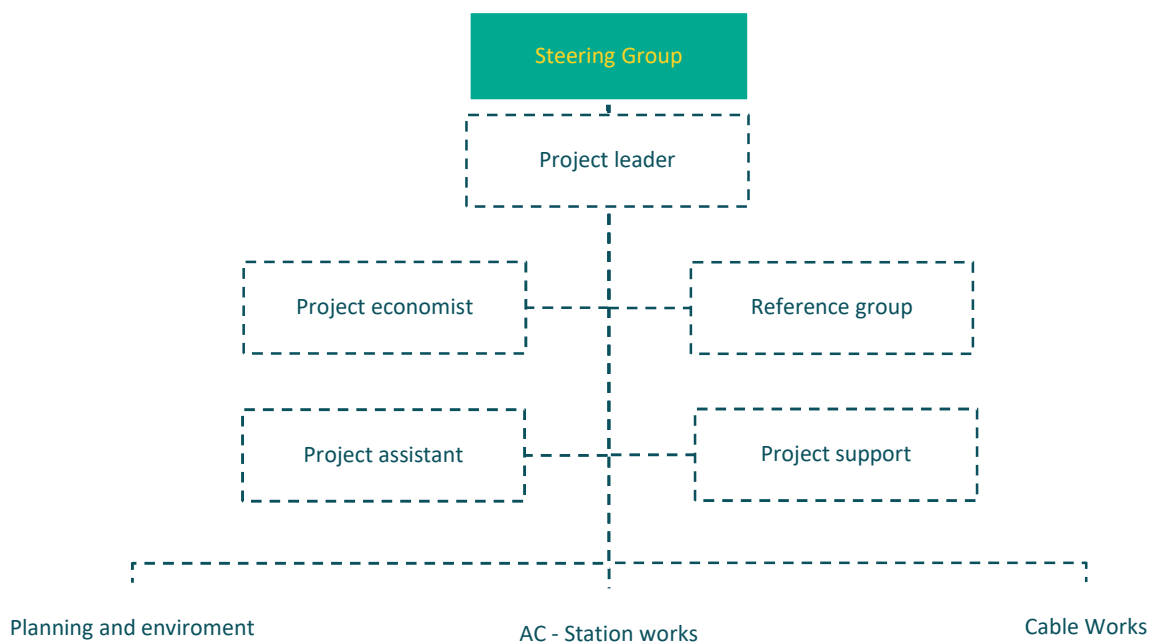 Steering Group
Project leader
Project economist
Reference group
Project assistant
Project support
Planning and enviroment
AC - Station works
Cable Works